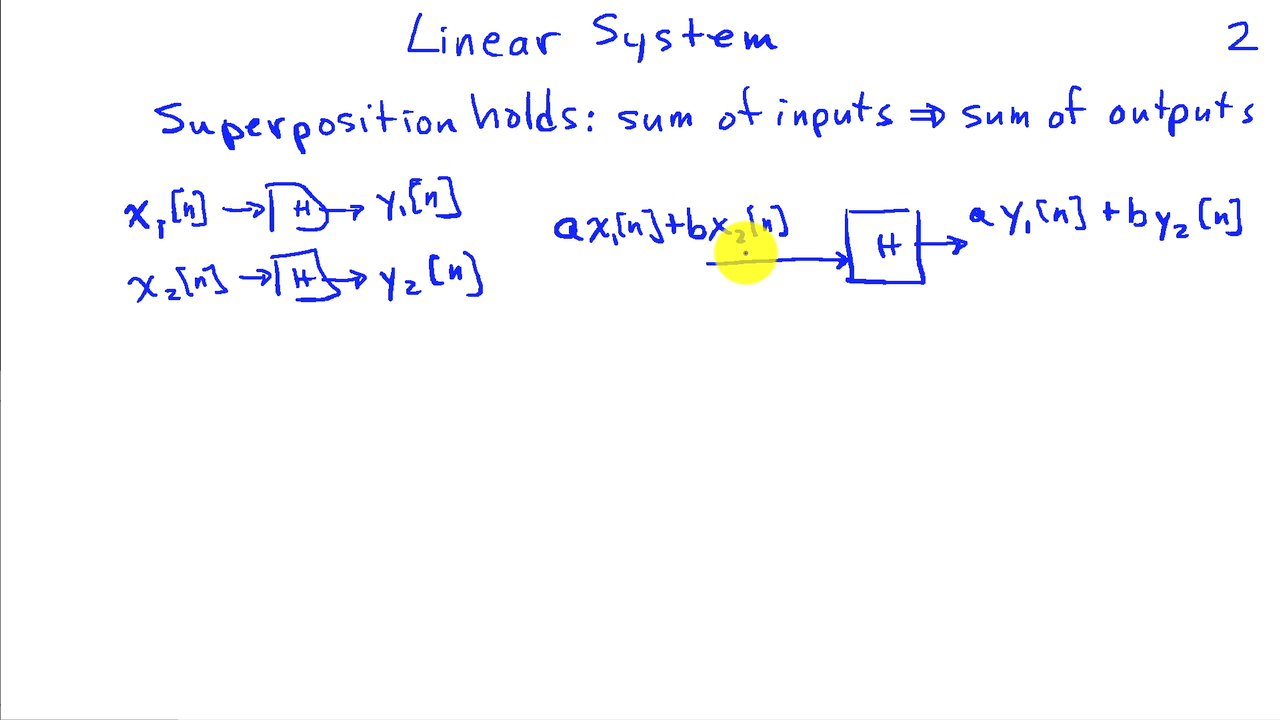 Linear System
2
Superposition holds: sum of inputs ⇒ sum of outputs
x₁[n] → H → y₁[n]
x₂[n] → H → y₂[n]
ax₁[n]+bx₂[n] → H → ay₁[n] + by₂[n]